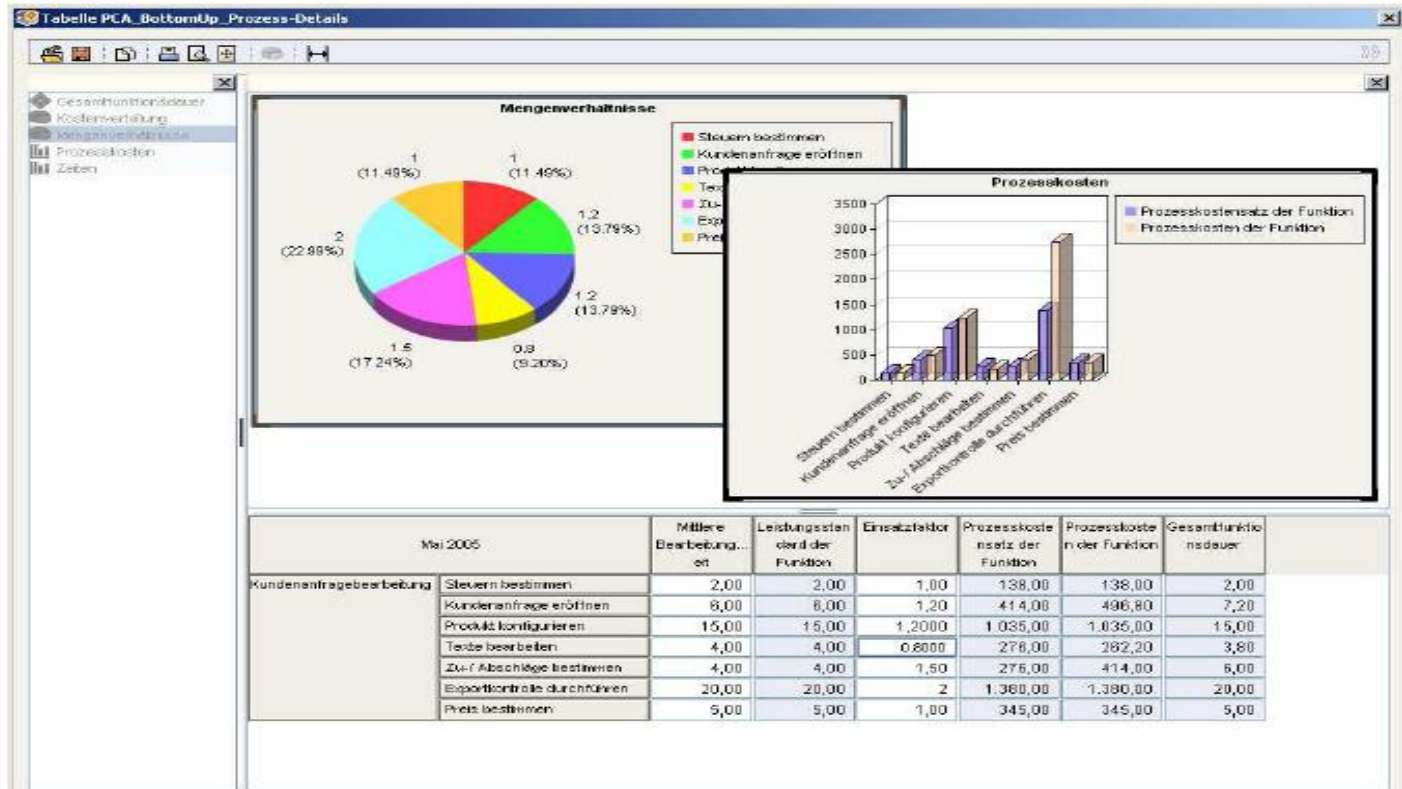 Tabelle PCA_BottomUp_Prozess-Details
Gesamtfunktionsdauer
Kostenverteilung
Mengenverhältnisse
Prozesskosten
Zeiten
Mengenverhältnisse
1
(11.49%)
1
(11.49%)
1.2
(13.79%)
1.2
(13.79%)
0.8
(9.20%)
1.5
(17.24%)
2
(22.99%)
Steuern bestimmen
Kundenanfrage eröffnen
Prod
Tex
Zu-
Exp
Prei
Prozesskosten
3500
3000
2500
2000
1500
1000
500
0
Steuern bestimmen
Kundenanfrage eröffnen
Produkt konfigurieren
Texte bearbeiten
Zu-/ Abschläge bestimmen
Exportkontrolle durchführen
Preis bestimmen
Prozesskostensatz der Funktion
Prozesskosten der Funktion
Mai 2005
Mittlere Bearbeitung... eit
Leistungsstandard der Funktion
Einsatzfaktor
Prozesskostensatz der Funktion
Prozesskosten der Funktion
Gesamtfunktionsdauer
Kundenanfragebearbeitung
Steuern bestimmen 2,00 2,00 1,00 138,00 138,00 2,00
Kundenanfrage eröffnen 6,00 6,00 1,20 414,00 496,80 7,20
Produkt konfigurieren 15,00 15,00 1,2000 1.035,00 1.035,00 15,00
Texte bearbeiten 4,00 4,00 0.8000 276,00 262,20 3,80
Zu-/ Abschläge bestimmen 4,00 4,00 1,50 276,00 414,00 6,00
Exportkontrolle durchführen 20,00 20,00 2 1.380,00 1.380,00 20,00
Preis bestimmen 5,00 5,00 1,00 345,00 345,00 5,00